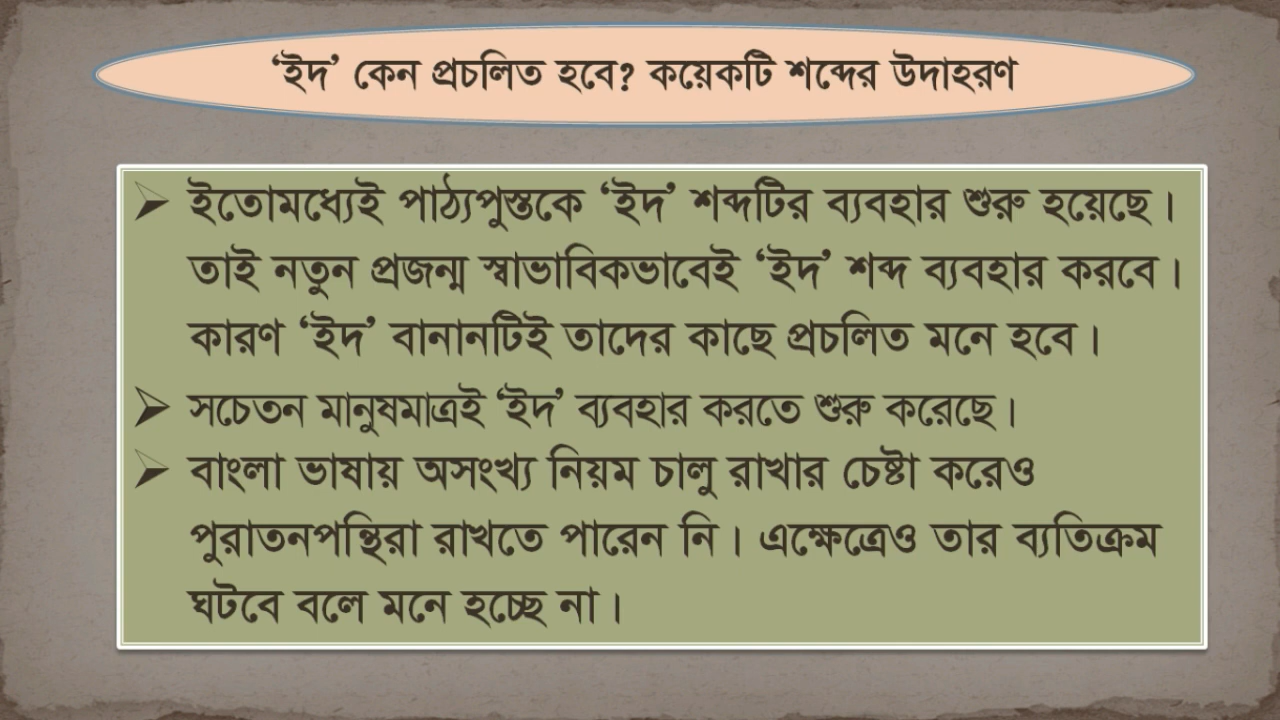 ‘ইদ’ কেন প্রচলিত হবে? কয়েকটি শব্দের উদাহরণ
➢ ইতোমধ্যেই পাঠ্যপুস্তকে ‘ইদ’ শব্দটির ব্যবহার শুরু হয়েছে।
তাই নতুন প্রজন্ম স্বাভাবিকভাবেই ‘ইদ’ শব্দ ব্যবহার করবে।
কারণ ‘ইদ’ বানানটিই তাদের কাছে প্রচলিত মনে হবে।
➢ সচেতন মানুষমাত্রই ‘ইদ’ ব্যবহার করতে শুরু করেছে।
➢ বাংলা ভাষায় অসংখ্য নিয়ম চালু রাখার চেষ্টা করেও
পুরাতনপন্থিরা রাখতে পারেন নি। এক্ষেত্রেও তার ব্যতিক্রম
ঘটবে বলে মনে হচ্ছে না।